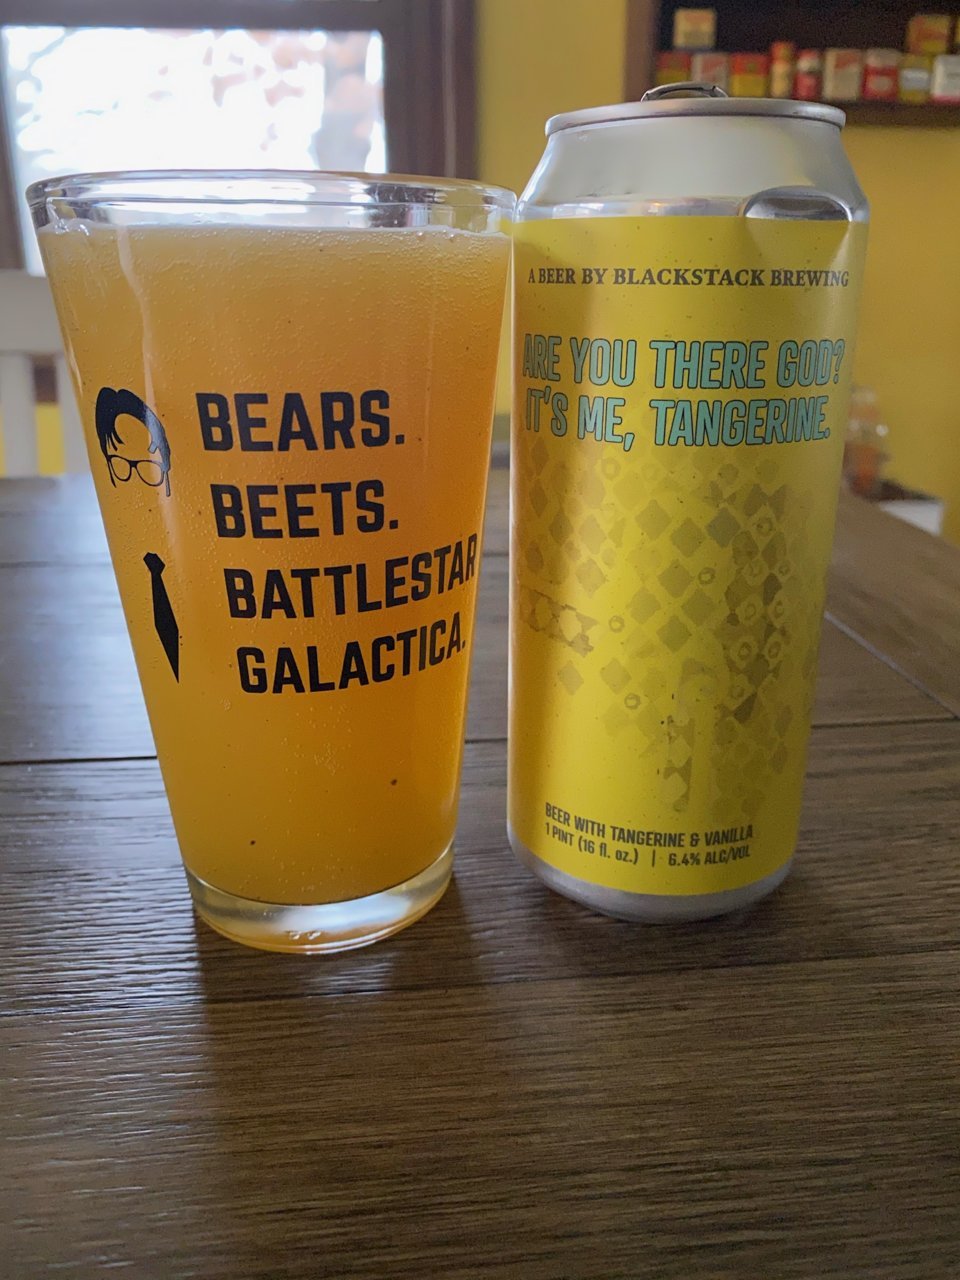 BEARS.
BEETS.
BATTLESTAR
GALACTICA.
A BEER BY BLACKSTACK BREWING
ARE YOU THERE GOD?
IT'S ME, TANGERINE.
BEER WITH TANGERINE & VANILLA
1 PINT (16 fl. oz.) | 6.4% ALC/VOL